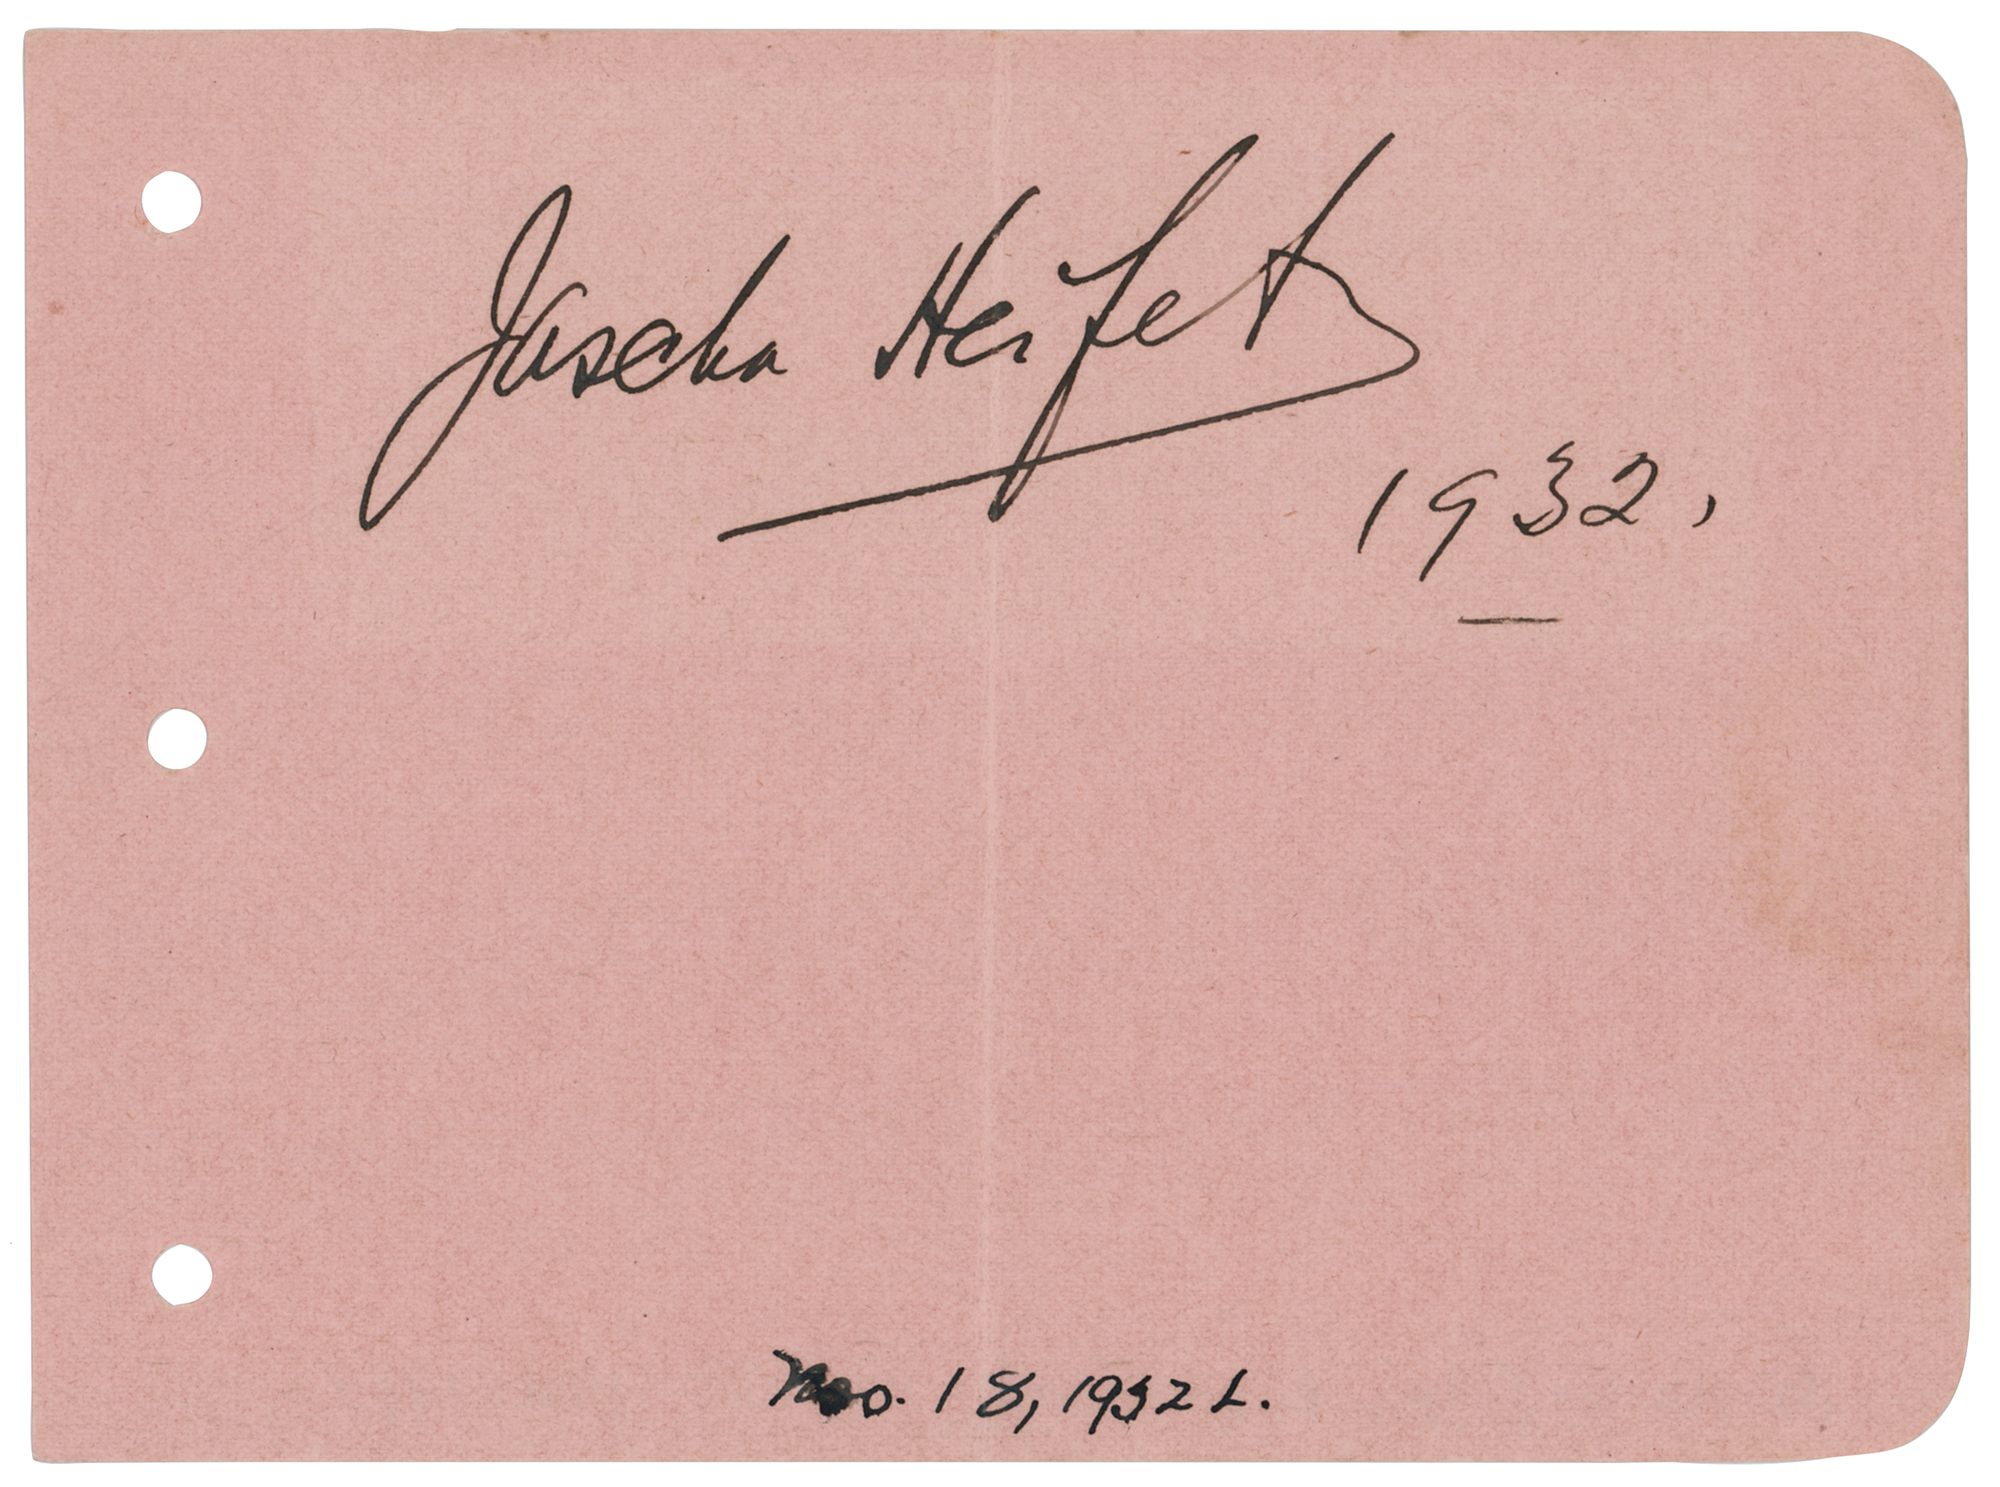 Jascha Heifetz
1932.
18, 1932 L.